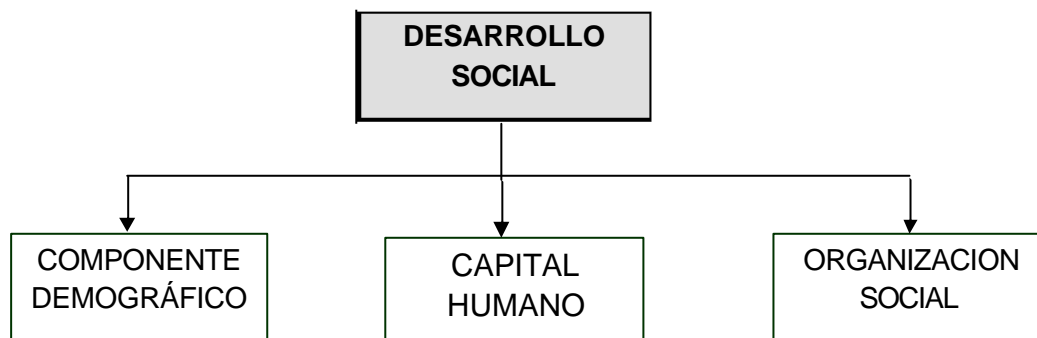 DESARROLLO
SOCIAL
COMPONENTE
DEMOGRÁFICO
CAPITAL
HUMANO
ORGANIZACION
SOCIAL